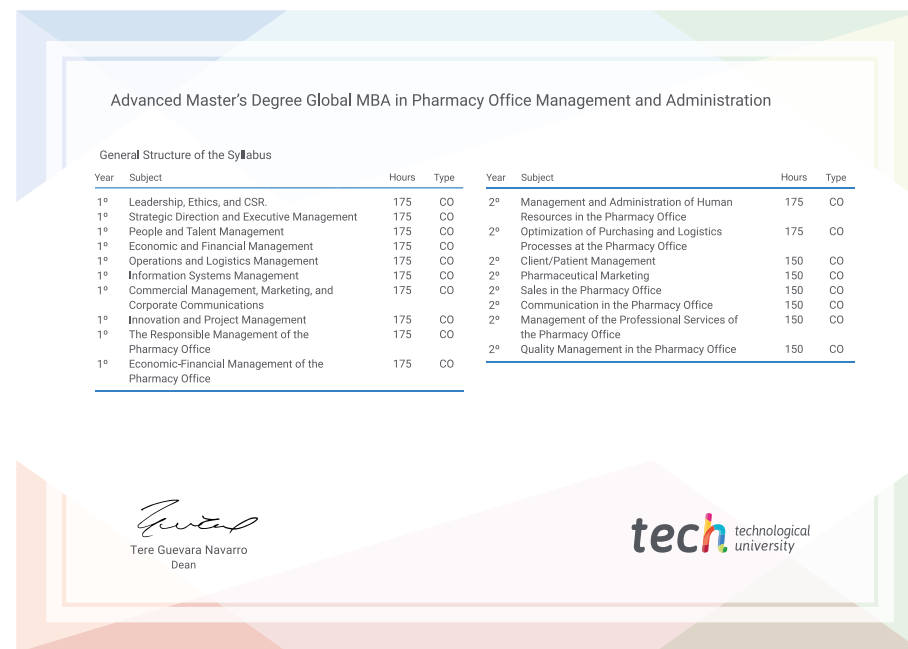 Advanced Master's Degree Global MBA in Pharmacy Office Management and Administration
General Structure of the Syllabus
Year Subject Hours Type
1º Leadership, Ethics, and CSR. 175 CO
1º Strategic Direction and Executive Management 175 CO
1º People and Talent Management 175 CO
1º Economic and Financial Management 175 CO
1º Operations and Logistics Management 175 CO
1º Information Systems Management 175 CO
1º Commercial Management, Marketing, and 175 CO
Corporate Communications
1º Innovation and Project Management 175 CO
1º The Responsible Management of the 175 CO
Pharmacy Office
1º Economic-Financial Management of the 175 CO
Pharmacy Office
Year Subject Hours Type
2º Management and Administration of Human 175 CO
Resources in the Pharmacy Office
2º Optimization of Purchasing and Logistics 175 CO
Processes at the Pharmacy Office
2º Client/Patient Management 150 CO
2º Pharmaceutical Marketing 150 CO
2º Sales in the Pharmacy Office 150 CO
2º Communication in the Pharmacy Office 150 CO
2º Management of the Professional Services of 150 CO
the Pharmacy Office
2º Quality Management in the Pharmacy Office 150 CO
Tere Guevara Navarro
Dean
tech technological
university